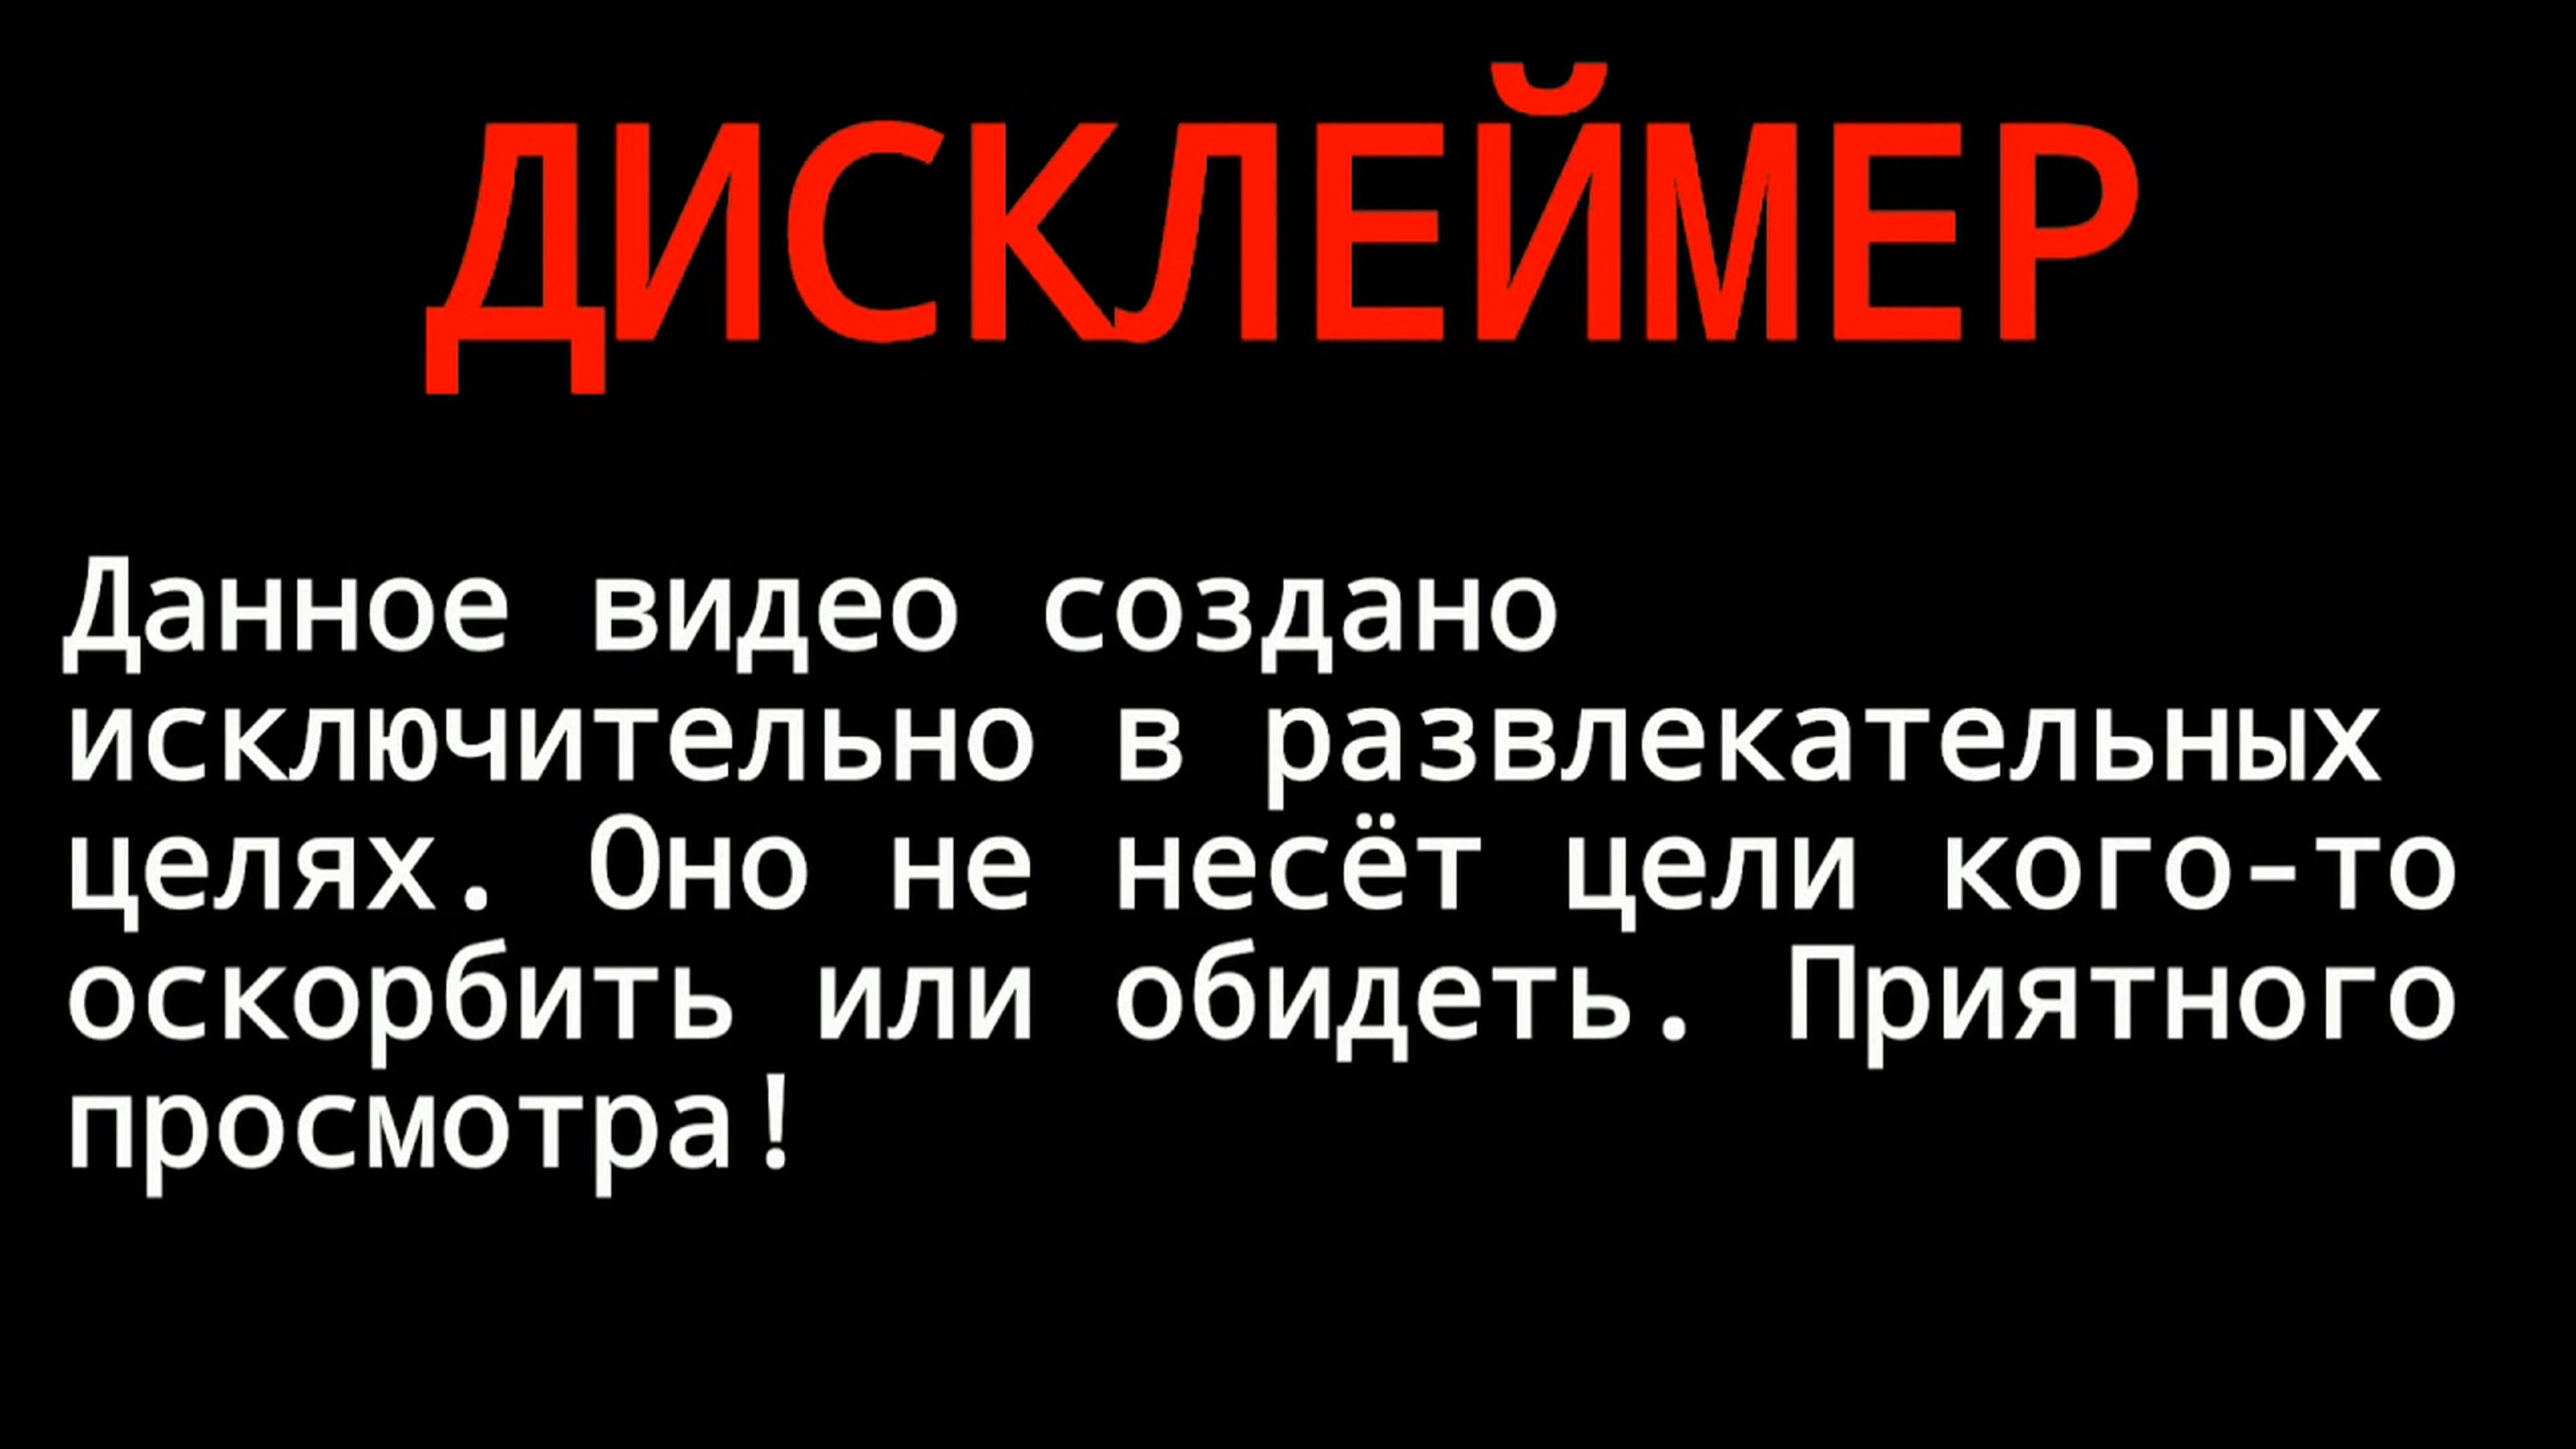 ДИСКЛЕЙМЕР
Данное видео создано
исключительно в развлекательных
целях. Оно не несёт цели кого-то
оскорбить или обидеть. Приятного
просмотра!